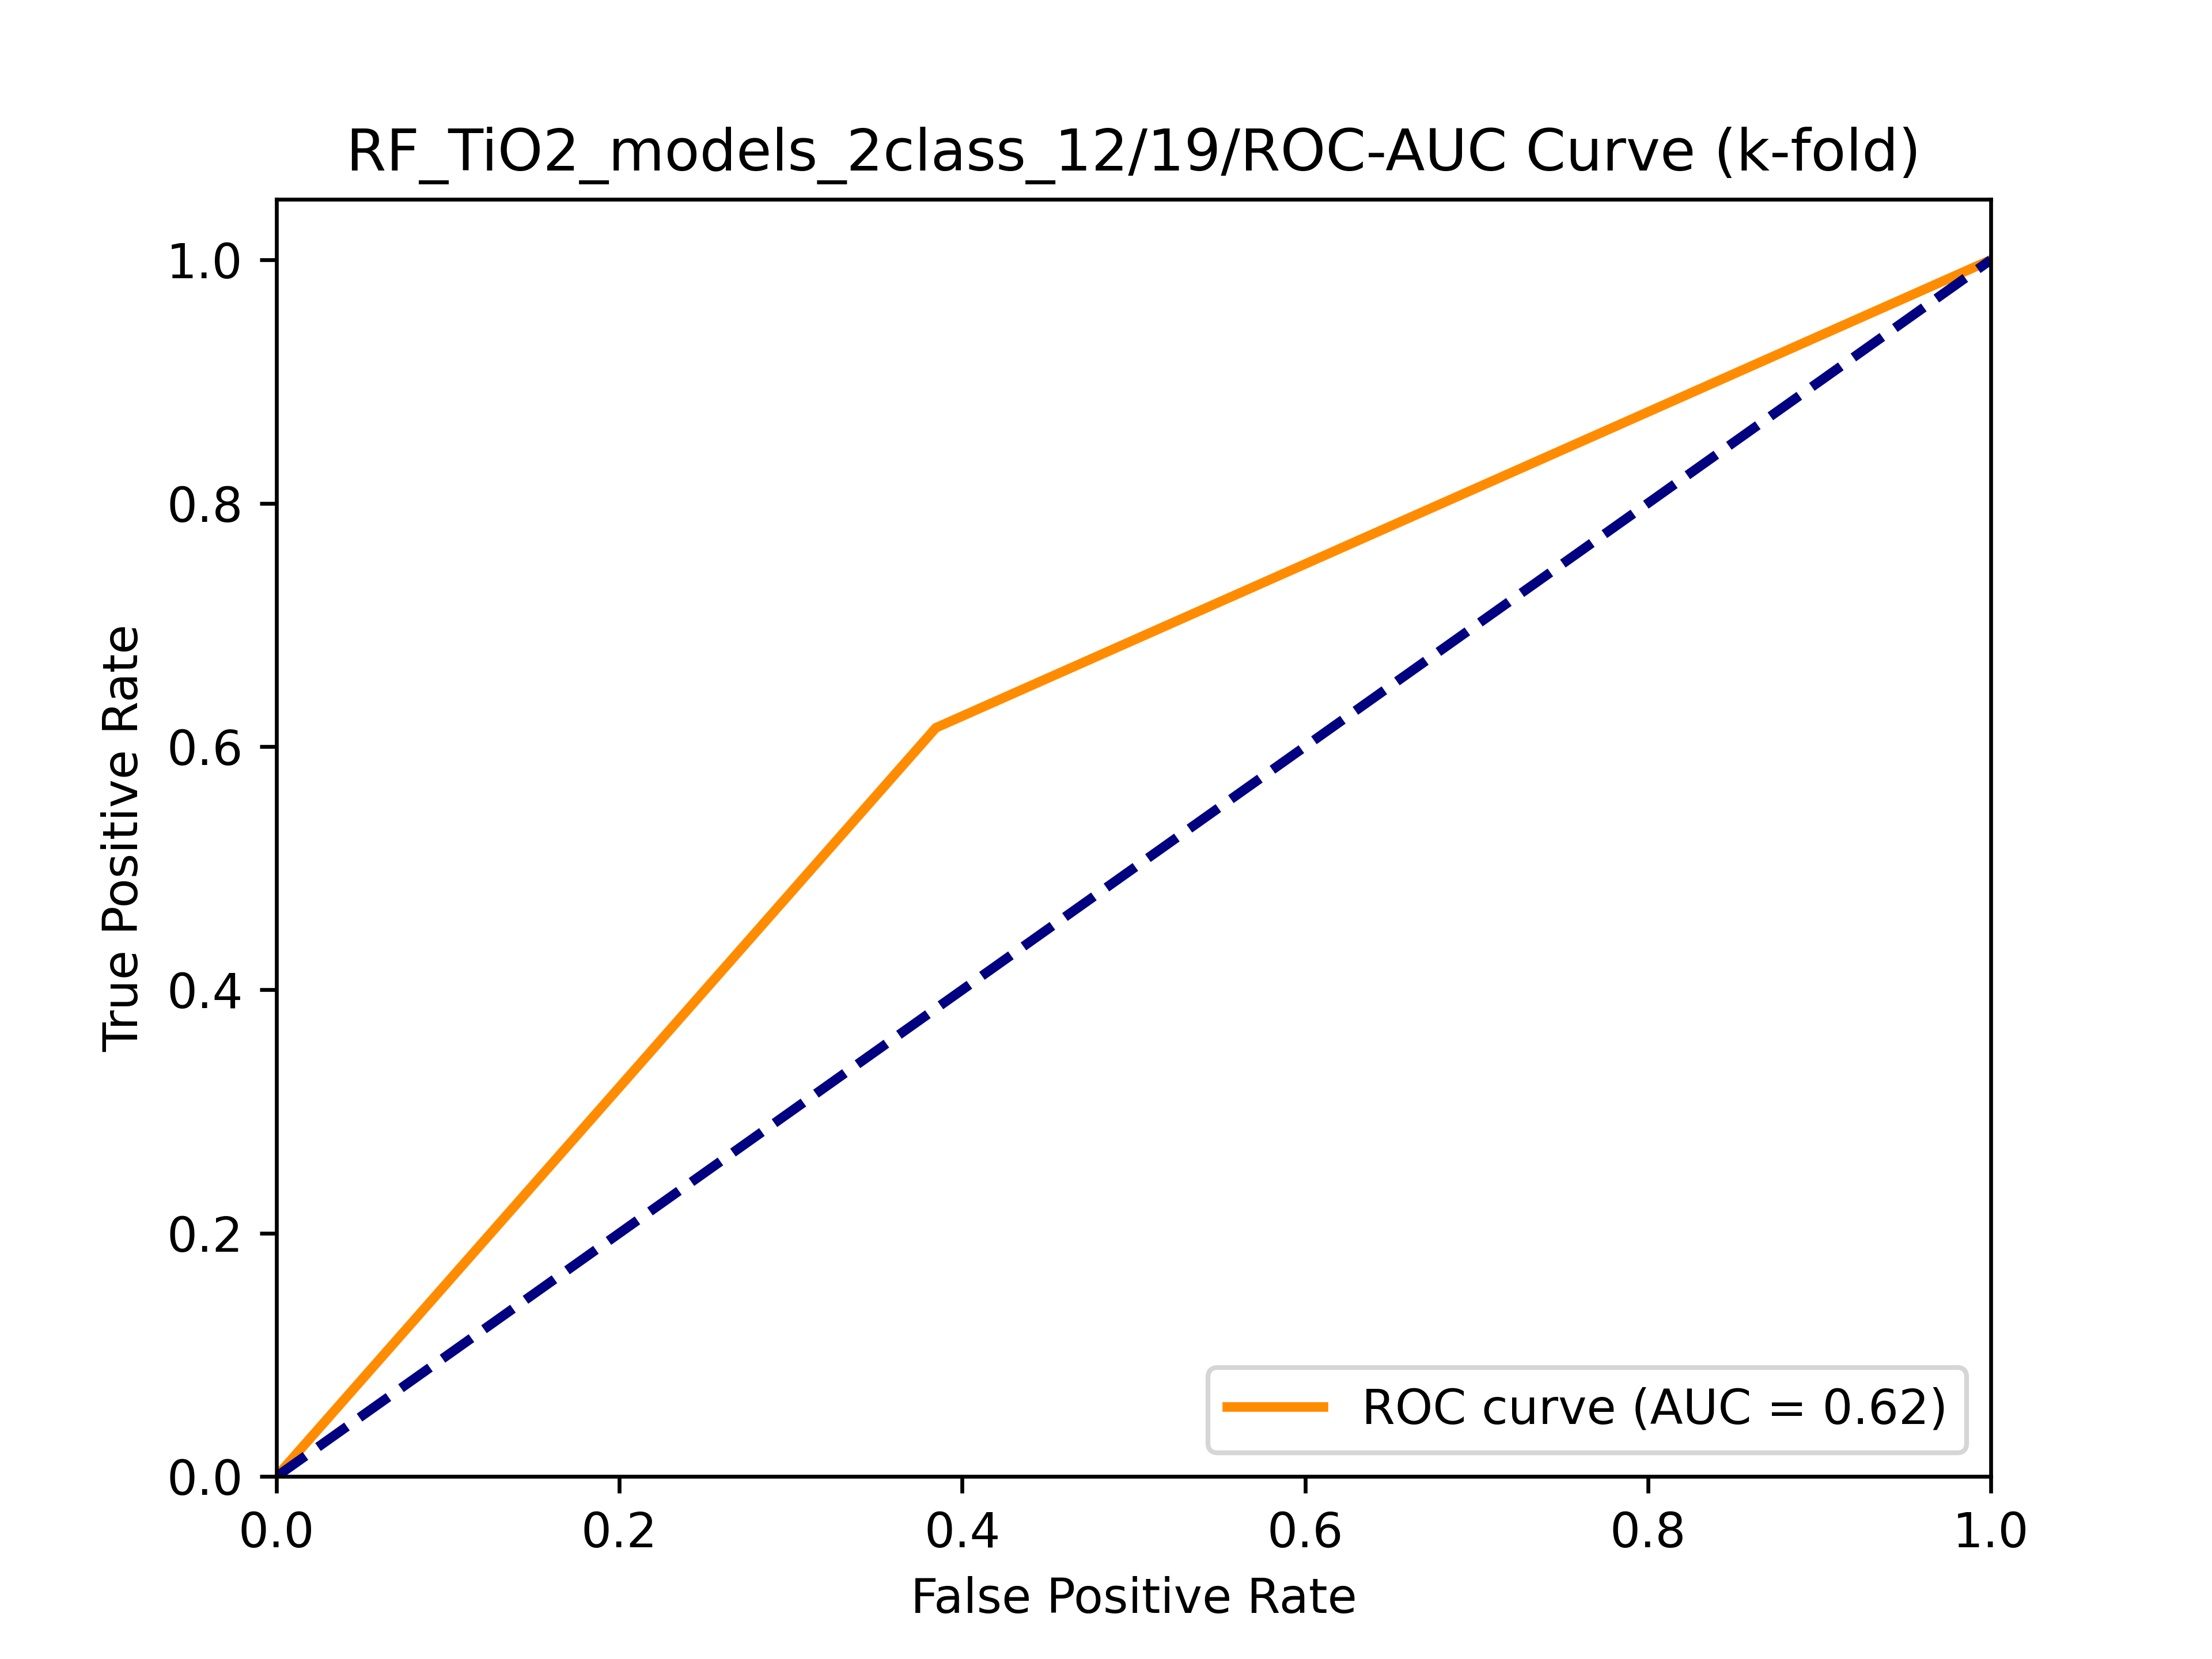 RF_TiO2_models_2class_12/19/ROC-AUC Curve (k-fold)
True Positive Rate
1.0
0.8
0.6
0.4
0.2
0.0
ROC curve (AUC = 0.62)
0.0 0.2 0.4 0.6 0.8 1.0
False Positive Rate